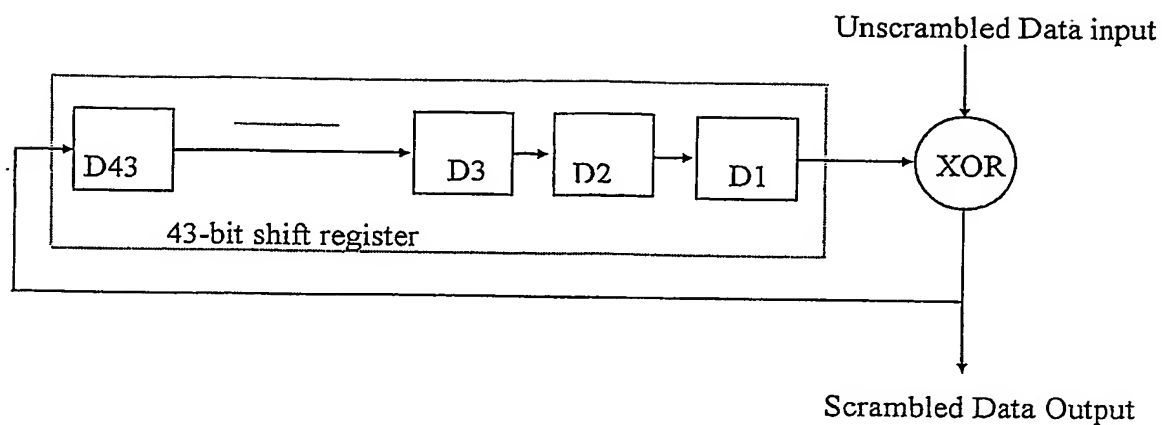 Unscrambled Data input
D43
D3
D2
D1
XOR
43-bit shift register
Scrambled Data Output